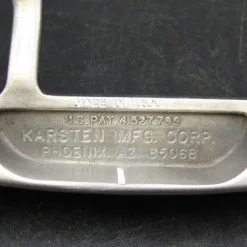 MADE IN U.S.A.
U.S. PAT. 4,527,799
KARSTEN MFG. CORP.
PHOENIX, AZ. 85068